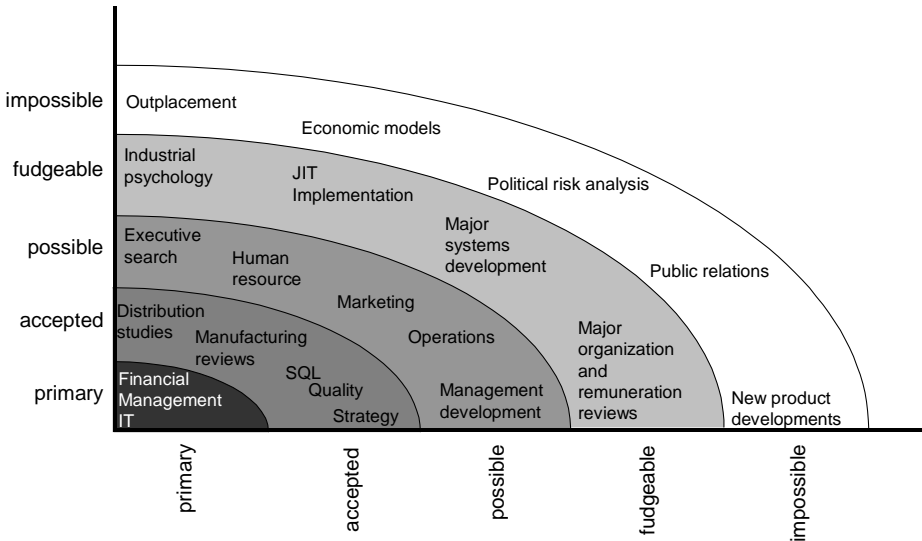 impossible
Outplacement
Economic models
fudgeable
Industrial
psychology
JIT
Implementation
Political risk analysis
possible
Executive
search
Human
resource
Major
systems
development
Public relations
accepted
Distribution
studies
Manufacturing
reviews
Marketing
Operations
Major
organization
and
remuneration
reviews
primary
Financial
Management
IT
SQL
Quality
Strategy
Management
development
New product
developments
primary
accepted
possible
fudgeable
impossible